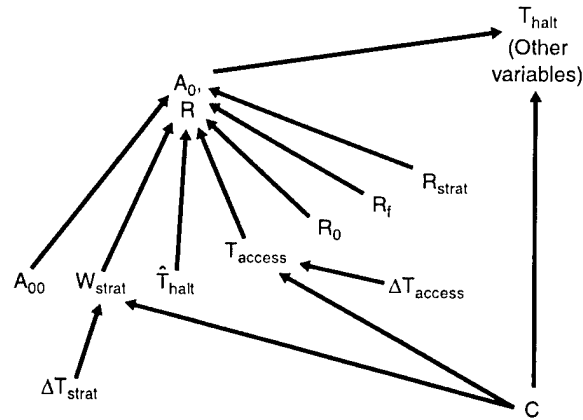 T_halt
(Other
variables)
A_0,
R
R_strat
R_f
R_0
T_access
A_00
W_strat
T̂_halt
ΔT_access
ΔT_strat
C